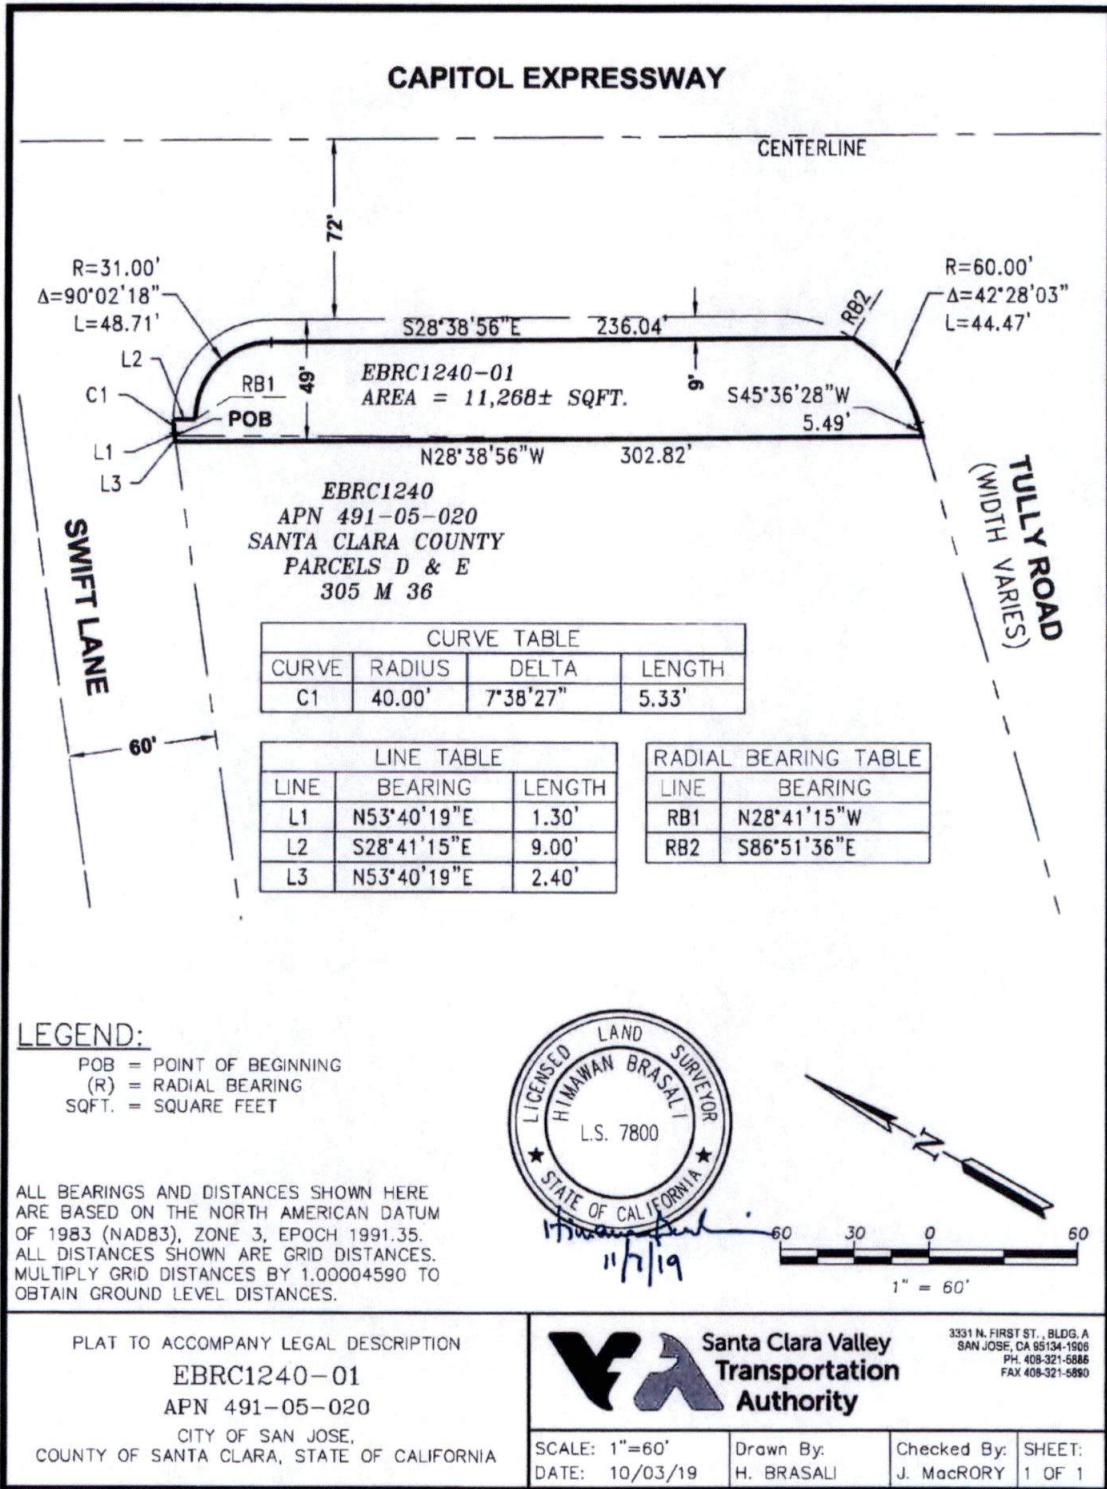 CAPITOL EXPRESSWAY
CENTERLINE
72'
R=31.00'
Δ=90°02'18"
L=48.71'
R=60.00'
Δ=42°28'03"
L=44.47'
RB2
S28°38'56"E 236.04'
L2
C1
RB1
49'
EBRC1240-01
AREA = 11,268± SQFT.
9'
S45°36'28"W
5.49'
POB
L1
L3
N28°38'56"W 302.82'
EBRC1240
APN 491-05-020
SANTA CLARA COUNTY
PARCELS D & E
305 M 36
SWIFT LANE
60'
TULLY ROAD
(WIDTH VARIES)
CURVE TABLE
CURVE RADIUS DELTA LENGTH
C1 40.00' 7°38'27" 5.33'
LINE TABLE
LINE BEARING LENGTH
L1 N53°40'19"E 1.30'
L2 S28°41'15"E 9.00'
L3 N53°40'19"E 2.40'
RADIAL BEARING TABLE
LINE BEARING
RB1 N28°41'15"W
RB2 S86°51'36"E
LEGEND:
POB = POINT OF BEGINNING
(R) = RADIAL BEARING
SQFT. = SQUARE FEET
LICENSED LAND SURVEYOR
HIMAWAN BRASALI
L.S. 7800
★ STATE OF CALIFORNIA ★
11/7/19
N
60 30 0 60
1" = 60'
ALL BEARINGS AND DISTANCES SHOWN HERE
ARE BASED ON THE NORTH AMERICAN DATUM
OF 1983 (NAD83), ZONE 3, EPOCH 1991.35.
ALL DISTANCES SHOWN ARE GRID DISTANCES.
MULTIPLY GRID DISTANCES BY 1.00004590 TO
OBTAIN GROUND LEVEL DISTANCES.
PLAT TO ACCOMPANY LEGAL DESCRIPTION
EBRC1240-01
APN 491-05-020
CITY OF SAN JOSE,
COUNTY OF SANTA CLARA, STATE OF CALIFORNIA
VTA
Santa Clara Valley
Transportation
Authority
3331 N. FIRST ST., BLDG. A
SAN JOSE, CA 95134-1906
PH. 408-321-5886
FAX 408-321-5890
SCALE: 1"=60'
DATE: 10/03/19
Drawn By:
H. BRASALI
Checked By:
J. MacRORY
SHEET:
1 OF 1